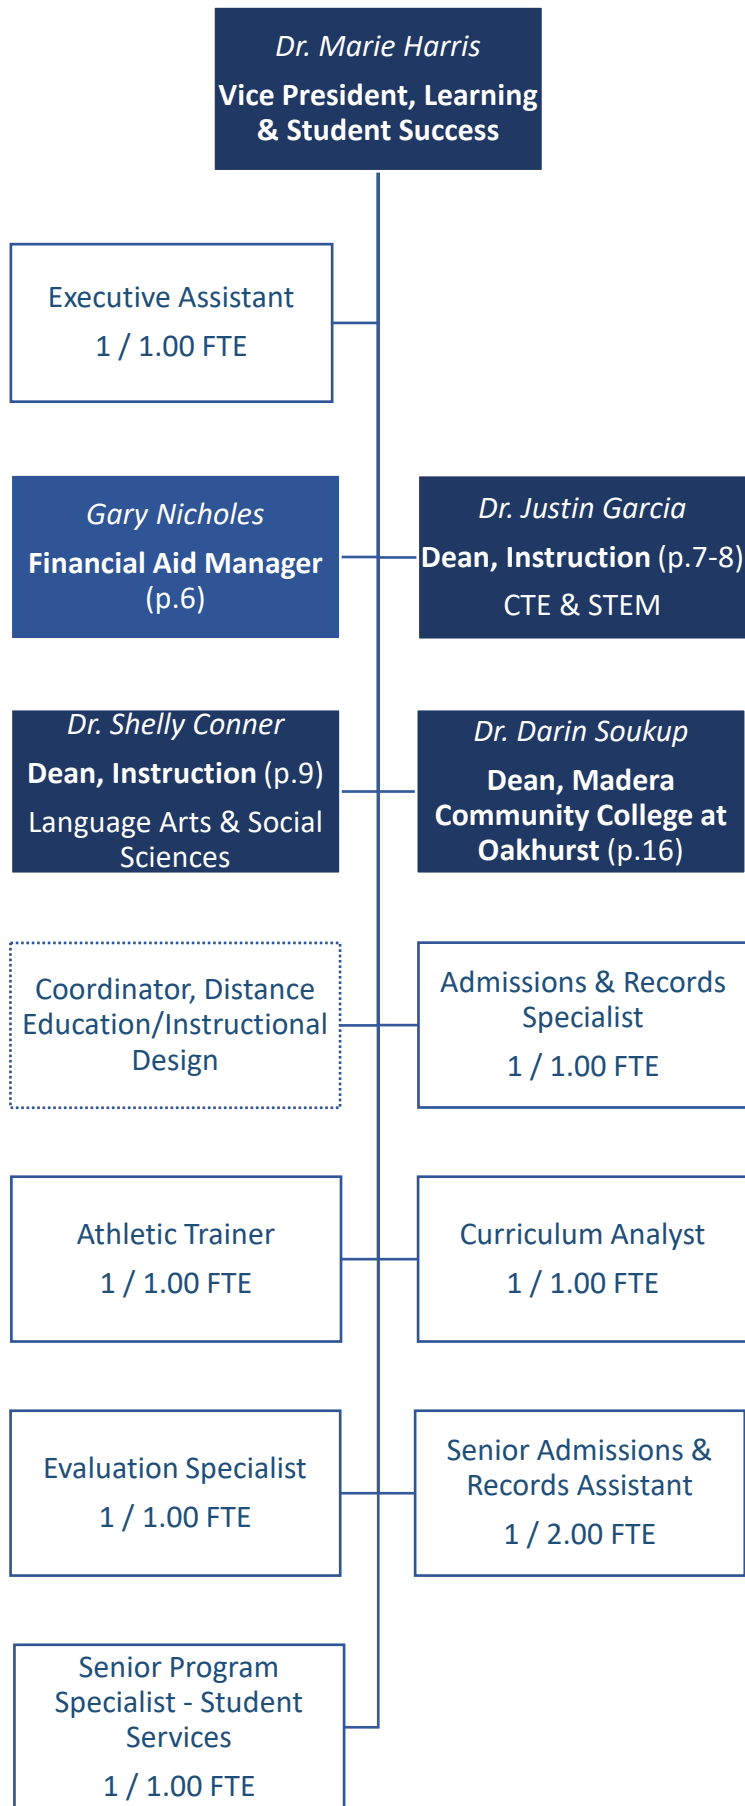 Dr. Marie Harris
Vice President, Learning
& Student Success
Executive Assistant
1 / 1.00 FTE
Gary Nicholes
Financial Aid Manager
(p.6)
Dr. Justin Garcia
Dean, Instruction (p.7-8)
CTE & STEM
Dr. Shelly Conner
Dean, Instruction (p.9)
Language Arts & Social
Sciences
Dr. Darin Soukup
Dean, Madera
Community College at
Oakhurst (p.16)
Coordinator, Distance
Education/Instructional
Design
Admissions & Records
Specialist
1 / 1.00 FTE
Athletic Trainer
1 / 1.00 FTE
Curriculum Analyst
1 / 1.00 FTE
Evaluation Specialist
1 / 1.00 FTE
Senior Admissions &
Records Assistant
1 / 2.00 FTE
Senior Program
Specialist - Student
Services
1 / 1.00 FTE